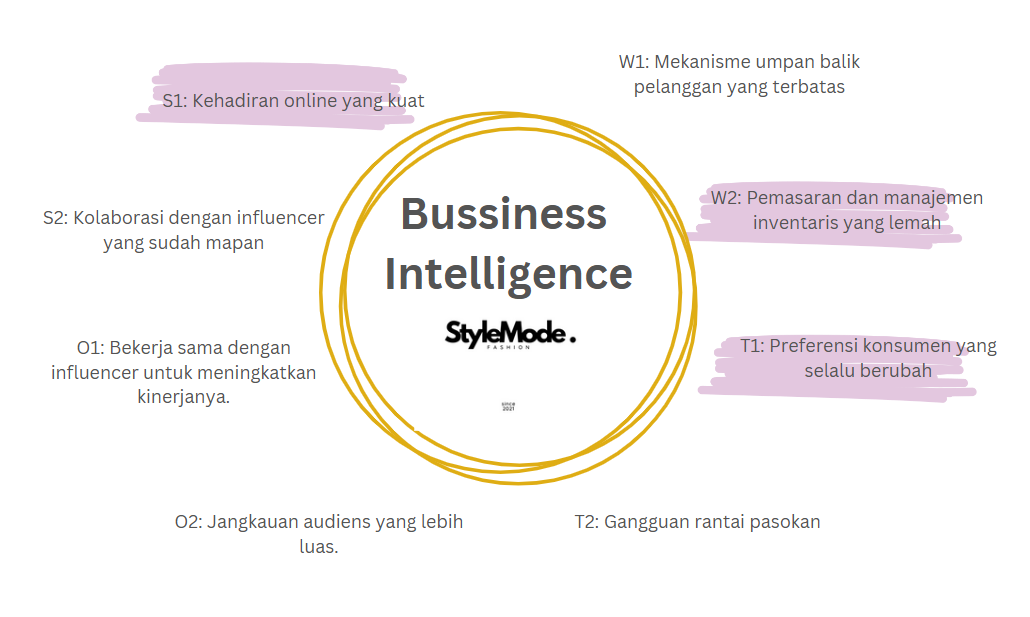 S1: Kehadiran online yang kuat
W1: Mekanisme umpan balik
pelanggan yang terbatas
S2: Kolaborasi dengan influencer
yang sudah mapan
Bussiness
Intelligence
StyleMode.
FASHION
since
2021
W2: Pemasaran dan manajemen
inventaris yang lemah
O1: Bekerja sama dengan
influencer untuk meningkatkan
kinerjanya.
T1: Preferensi konsumen yang
selalu berubah
O2: Jangkauan audiens yang lebih
luas.
T2: Gangguan rantai pasokan